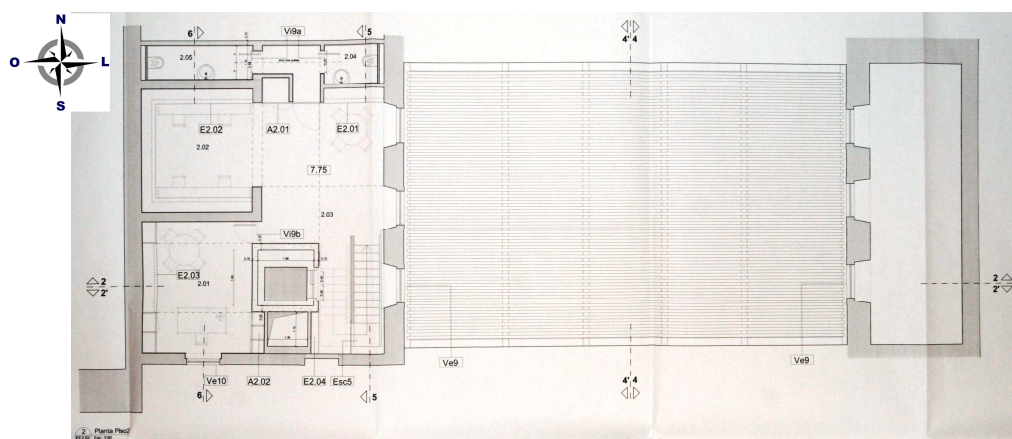 N
O
L
S
6
Vi9a
5
4'
4
2.05
2.04
E2.02
A2.01
E2.01
2.02
7.75
2.03
Vi9b
E2.03
2.01
2
2'
2
2'
Ve9
Ve9
Ve10
A2.02
E2.04
Esc5
6
5
4'
4
2
Planta Piso2